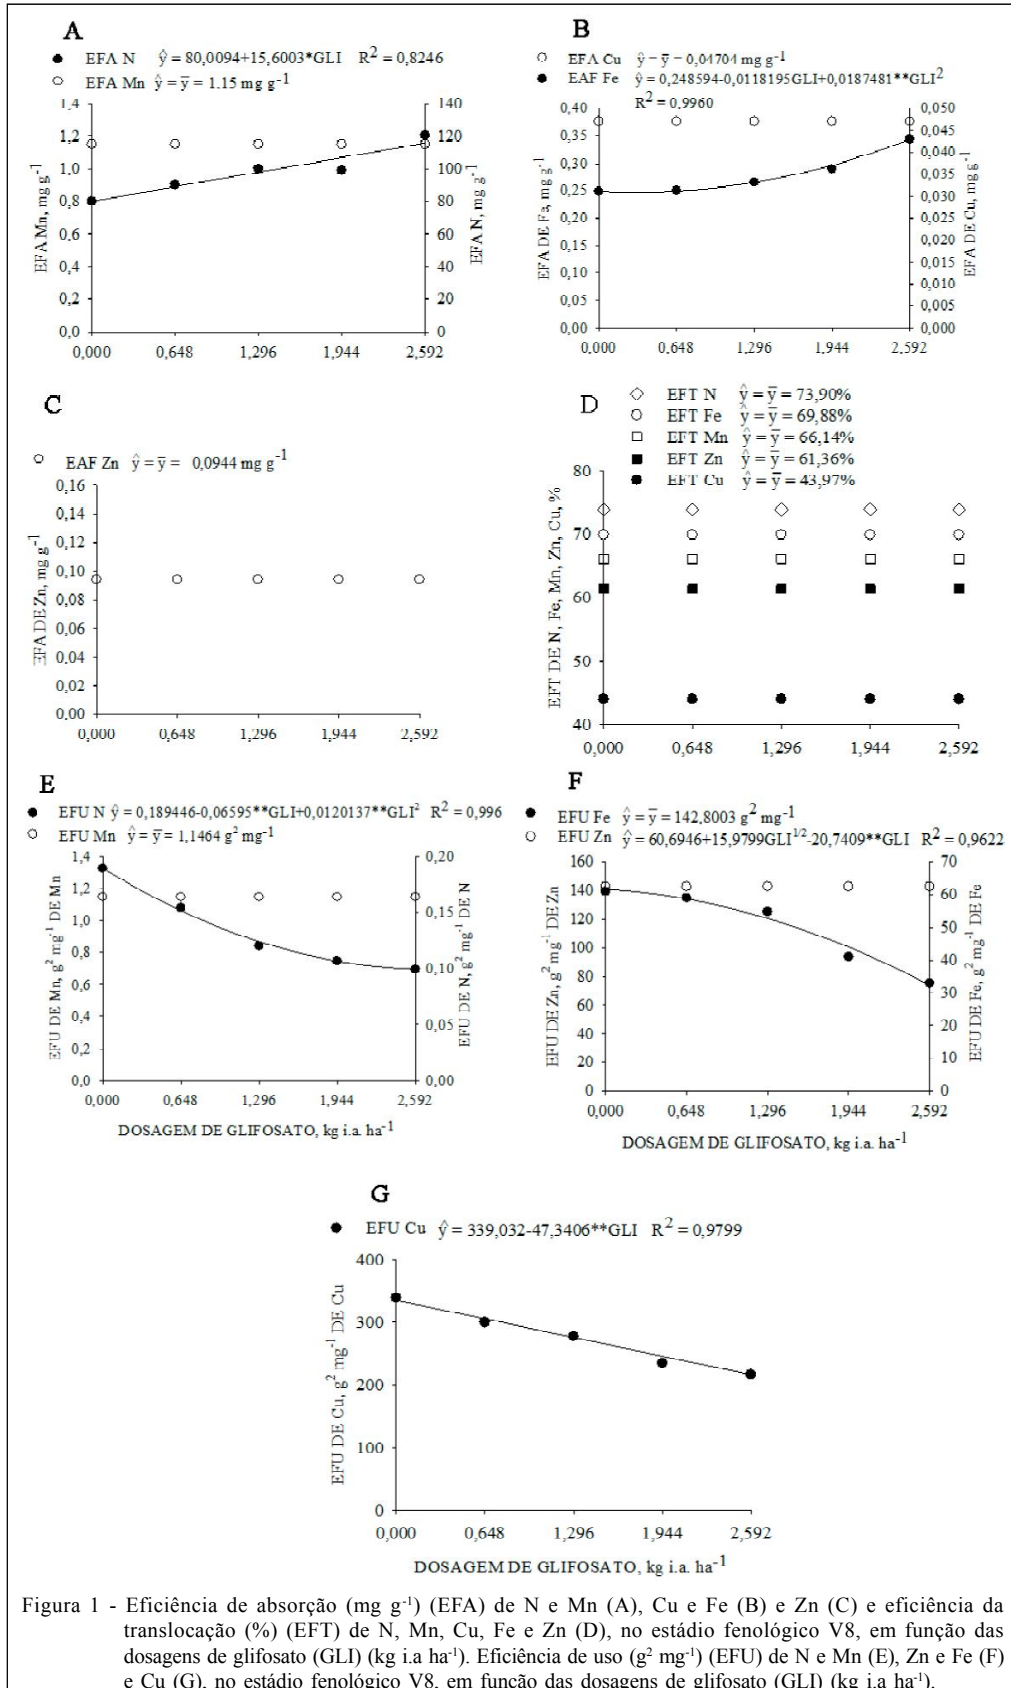 A
● EFA N ŷ= 80,0094+15,6003*GLI R² = 0,8246
○ EFA Mn ŷ = ȳ = 1.15 mg g⁻¹
1,4
1,2
1,0
0,8
0,6
0,4
0,2
0,0
EFA Mn, mg g⁻¹
140
120
100
80
60
40
20
0
EFA N, mg g⁻¹
0,000 0,648 1,296 1,944 2,592
B
○ EFA Cu ŷ = ȳ = 0,04704 mg g⁻¹
● EAF Fe ŷ = 0,248594-0,0118195GLI+0,0187481**GLI²
R² = 0,9960
0,40
0,35
0,30
0,25
0,20
0,15
0,10
0,05
0,00
EFA DE Fa, mg g⁻¹
0,050
0,045
0,040
0,035
0,030
0,025
0,020
0,015
0,010
0,005
0,000
EFA DE Cu, mg g⁻¹
0,000 0,648 1,296 1,944 2,592
C
○ EAF Zn ŷ = ȳ = 0,0944 mg g⁻¹
0,16
0,14
0,12
0,10
0,08
0,06
0,04
0,02
0,00
EFA DE Zn, mg g⁻¹
0,000 0,648 1,296 1,944 2,592
D
◇ EFT N ŷ = ȳ = 73,90%
○ EFT Fe ŷ = ȳ = 69,88%
□ EFT Mn ŷ = ȳ = 66,14%
■ EFT Zn ŷ = ȳ = 61,36%
● EFT Cu ŷ = ȳ = 43,97%
80
70
60
50
40
EFT DE N, Fe, Mn, Zn, Cu, %
0,000 0,648 1,296 1,944 2,592
E
● EFU N ŷ = 0,189446-0,06595**GLI+0,0120137**GLI² R² = 0,996
○ EFU Mn ŷ = ȳ = 1,1464 g² mg⁻¹
1,4
1,2
1,0
0,8
0,6
0,4
0,2
0,0
EFU DE Mn, g² mg⁻¹ DE Mn
0,20
0,15
0,10
0,05
0,00
EFU DE N, g² mg⁻¹ DE N
0,000 0,648 1,296 1,944 2,592
DOSAGEM DE GLIFOSATO, kg i.a. ha⁻¹
F
● EFU Fe ŷ = ȳ = 142,8003 g² mg⁻¹
○ EFU Zn ŷ = 60,6946+15,9799GLI^1/2-20,7409**GLI R² = 0,9622
160
140
120
100
80
60
40
20
0
EFU DE Zn, g² mg⁻¹ DE Zn
70
60
50
40
30
20
10
0
EFU DE Fe, g² mg⁻¹ DE Fe
0,000 0,648 1,296 1,944 2,592
DOSAGEM DE GLIFOSATO, kg i.a. ha⁻¹
G
● EFU Cu ŷ = 339,032-47,3406**GLI R² = 0,9799
400
300
200
100
0
EFU DE Cu, g² mg⁻¹ DE Cu
0,000 0,648 1,296 1,944 2,592
DOSAGEM DE GLIFOSATO, kg i.a. ha⁻¹
Figura 1 - Eficiência de absorção (mg g⁻¹) (EFA) de N e Mn (A), Cu e Fe (B) e Zn (C) e eficiência da
translocação (%) (EFT) de N, Mn, Cu, Fe e Zn (D), no estádio fenológico V8, em função das
dosagens de glifosato (GLI) (kg i.a ha⁻¹). Eficiência de uso (g² mg⁻¹) (EFU) de N e Mn (E), Zn e Fe (F)
e Cu (G), no estádio fenológico V8, em função das dosagens de glifosato (GLI) (kg i.a ha⁻¹).